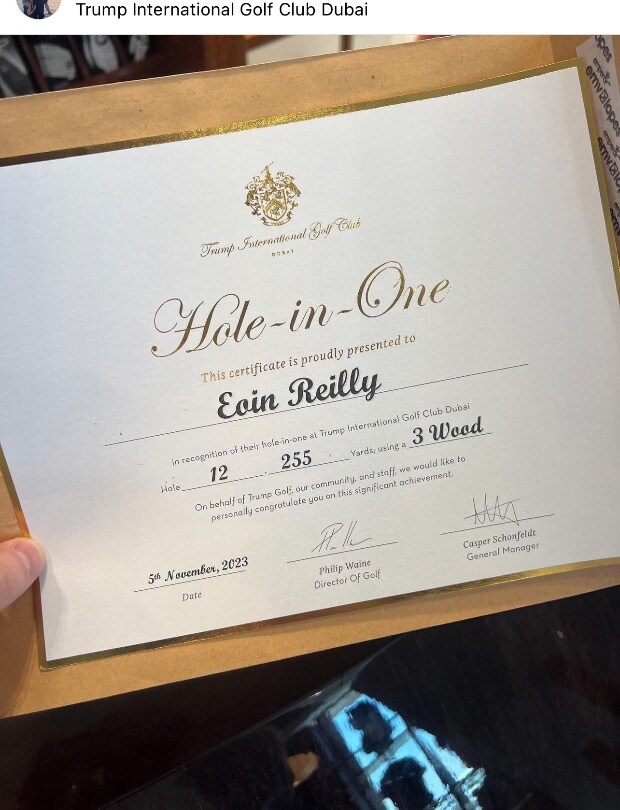 Trump International Golf Club Dubai
Trump International Golf Club
DUBAI
Hole-in-One
This certificate is proudly presented to
Eoin Reilly
in recognition of their hole-in-one at Trump International Golf Club Dubai
Hole 12 , 255 Yards; using a 3 Wood
On behalf of Trump Golf, our community, and staff, we would like to
personally congratulate you on this significant achievement.
5th November, 2023
Date
Philip Waine
Director Of Golf
Casper Schonfeldt
General Manager